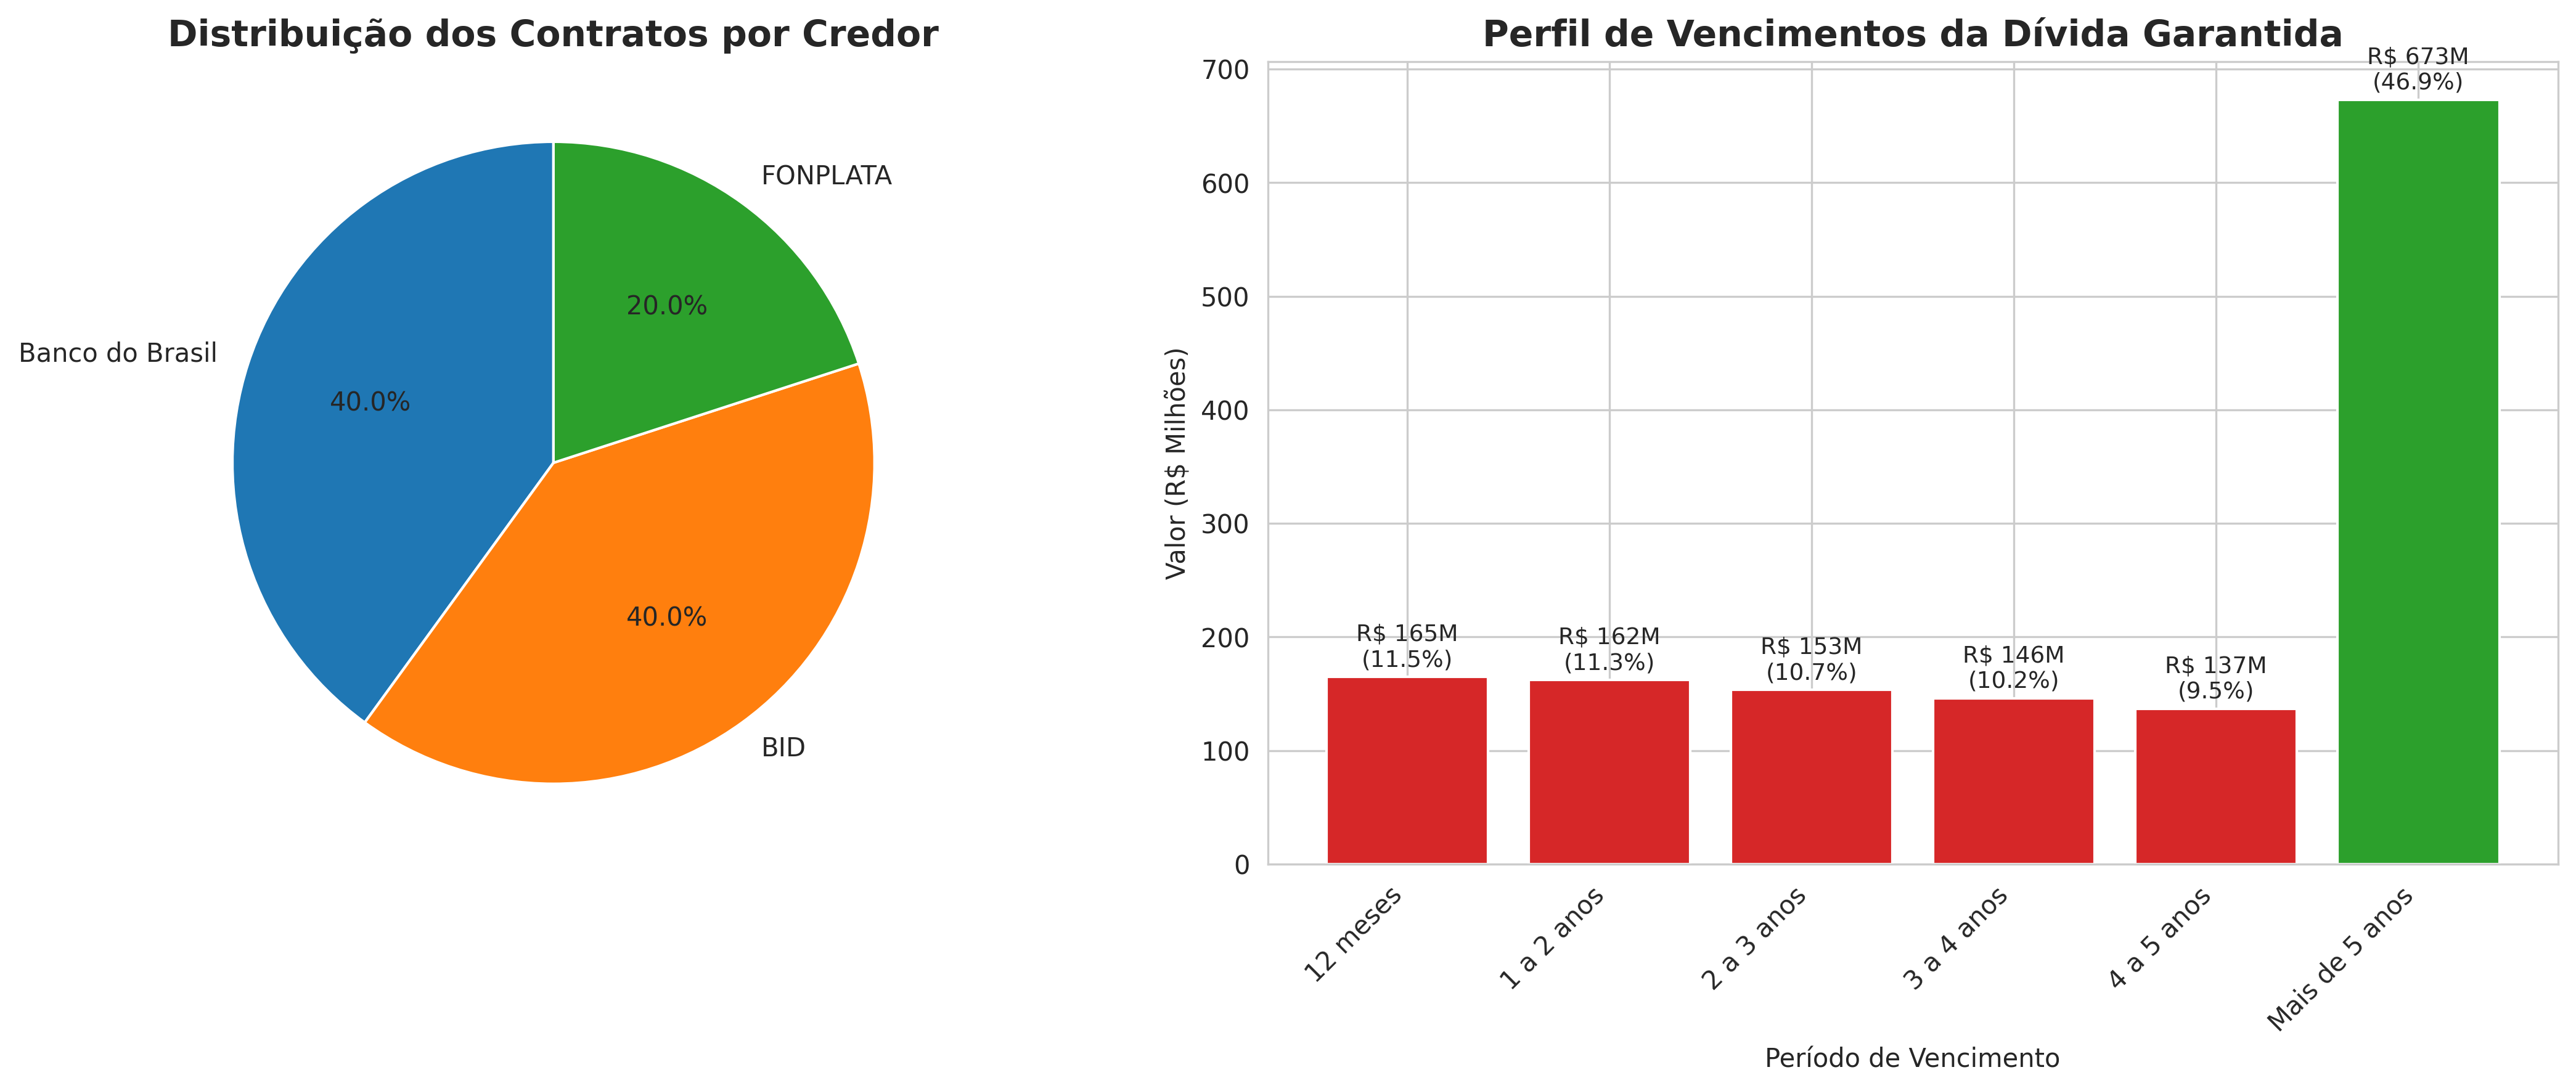 Distribuição dos Contratos por Credor
FONPLATA
20.0%
Banco do Brasil
40.0%
40.0%
BID
Perfil de Vencimentos da Dívida Garantida
Valor (R$ Milhões)
700
600
500
400
300
200
100
0
R$ 165M
(11.5%)
R$ 162M
(11.3%)
R$ 153M
(10.7%)
R$ 146M
(10.2%)
R$ 137M
(9.5%)
R$ 673M
(46.9%)
12 meses
1 a 2 anos
2 a 3 anos
3 a 4 anos
4 a 5 anos
Mais de 5 anos
Período de Vencimento